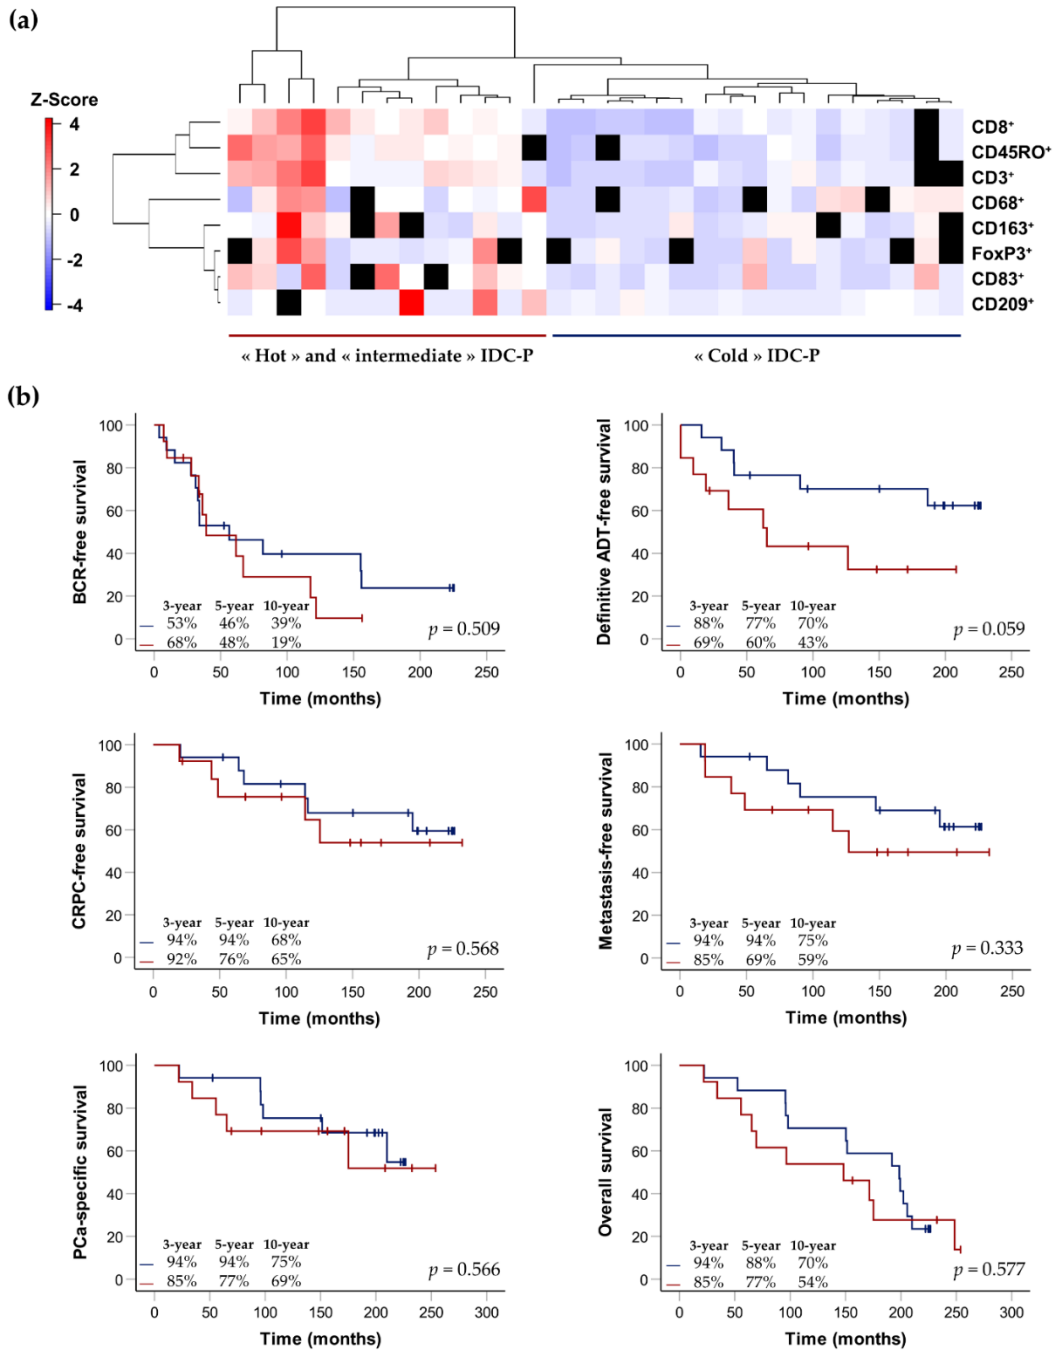 (a)
Z-Score
4
2
0
-2
-4
CD8+
CD45RO+
CD3+
CD68+
CD163+
FoxP3+
CD83+
CD209+
« Hot » and « intermediate » IDC-P
« Cold » IDC-P
(b)
BCR-free survival
100
80
60
40
20
0
3-year 5-year 10-year
53% 46% 39%
68% 48% 19%
p = 0.509
0 50 100 150 200 250
Time (months)
Definitive ADT-free survival
100
80
60
40
20
0
3-year 5-year 10-year
88% 77% 70%
69% 60% 43%
p = 0.059
0 50 100 150 200 250
Time (months)
CRPC-free survival
100
80
60
40
20
0
3-year 5-year 10-year
94% 94% 68%
92% 76% 65%
p = 0.568
0 50 100 150 200 250
Time (months)
Metastasis-free survival
100
80
60
40
20
0
3-year 5-year 10-year
94% 94% 75%
85% 69% 59%
p = 0.333
0 50 100 150 200 250
Time (months)
PCa-specific survival
100
80
60
40
20
0
3-year 5-year 10-year
94% 94% 75%
85% 77% 69%
p = 0.566
0 50 100 150 200 250 300
Time (months)
Overall survival
100
80
60
40
20
0
3-year 5-year 10-year
94% 88% 70%
85% 77% 54%
p = 0.577
0 50 100 150 200 250 300
Time (months)